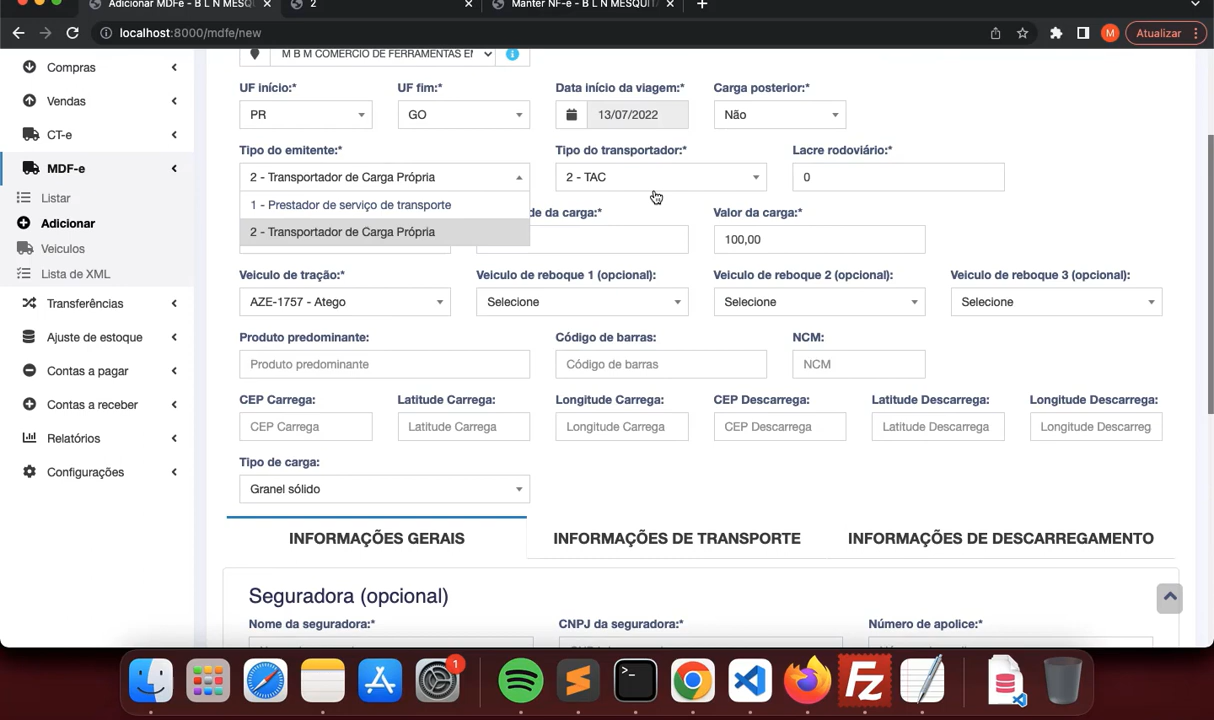 Adicionar MDFe - B L N MESQU
2
Manter NF-e - B L N MESQUITA
localhost:8000/mdfe/new
M
Atualizar
M B M COMERCIO DE FERRAMENTAS E
Compras
Vendas
CT-e
MDF-e
Listar
Adicionar
Veiculos
Lista de XML
Transferências
Ajuste de estoque
Contas a pagar
Contas a receber
Relatórios
Configurações
UF início:* UF fim:* Data início da viagem:* Carga posterior:*
PR GO 13/07/2022 Não
Tipo do emitente:* Tipo do transportador:* Lacre rodoviário:*
2 - Transportador de Carga Própria 2 - TAC 0
1 - Prestador de serviço de transporte
2 - Transportador de Carga Própria
de da carga:* Valor da carga:*
100,00
Veiculo de tração:* Veiculo de reboque 1 (opcional): Veiculo de reboque 2 (opcional): Veiculo de reboque 3 (opcional):
AZE-1757 - Atego Selecione Selecione Selecione
Produto predominante: Código de barras: NCM:
Produto predominante Código de barras NCM
CEP Carrega: Latitude Carrega: Longitude Carrega: CEP Descarrega: Latitude Descarrega: Longitude Descarrega:
CEP Carrega Latitude Carrega Longitude Carrega CEP Descarrega Latitude Descarrega Longitude Descarreg
Tipo de carga:
Granel sólido
INFORMAÇÕES GERAIS INFORMAÇÕES DE TRANSPORTE INFORMAÇÕES DE DESCARREGAMENTO
Seguradora (opcional)
Nome da seguradora:* CNPJ da seguradora:* Número de apolice:*
1